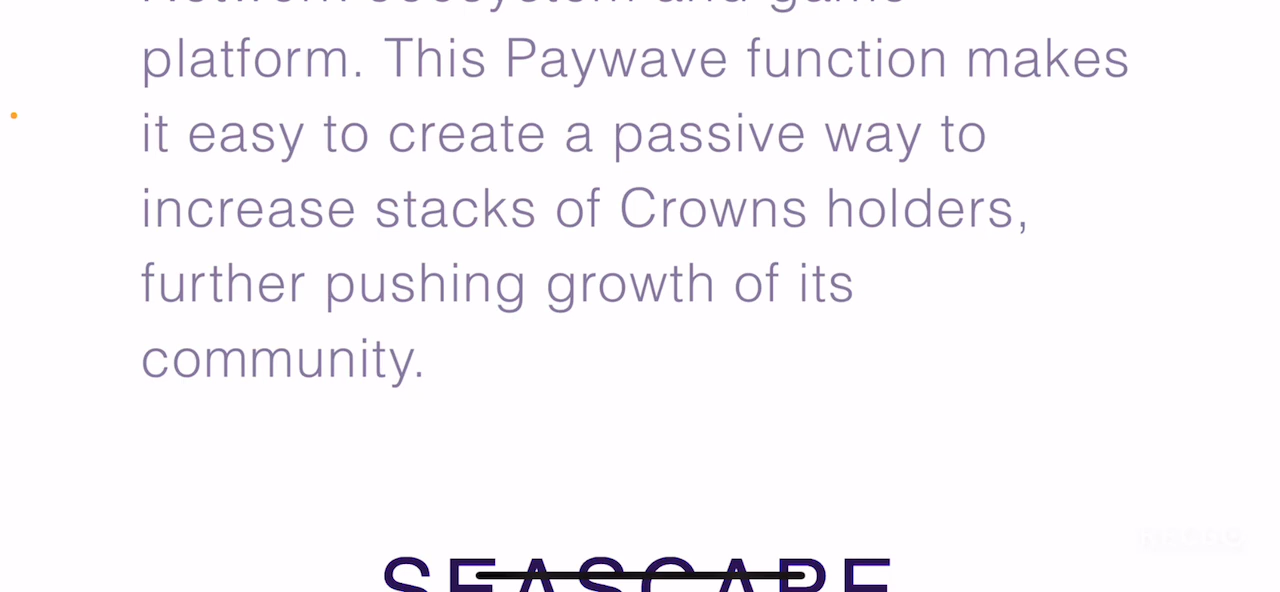 platform. This Paywave function makes
it easy to create a passive way to
increase stacks of Crowns holders,
further pushing growth of its
community.
SEASCAPE